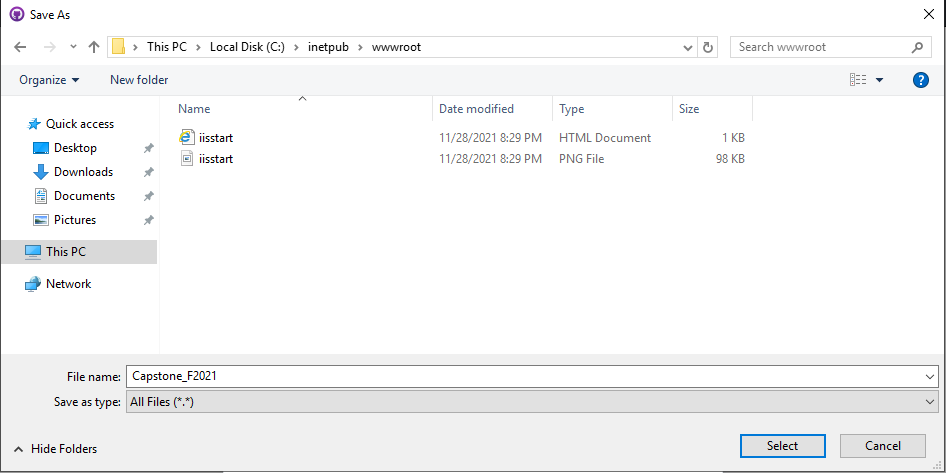 Save As
This PC > Local Disk (C:) > inetpub > wwwroot
Search wwwroot
Organize
New folder
?
Name
Date modified
Type
Size
Quick access
Desktop
Downloads
Documents
Pictures
This PC
Network
iisstart 11/28/2021 8:29 PM HTML Document 1 KB
iisstart 11/28/2021 8:29 PM PNG File 98 KB
File name: Capstone_F2021
Save as type: All Files (*.*)
Hide Folders
Select
Cancel